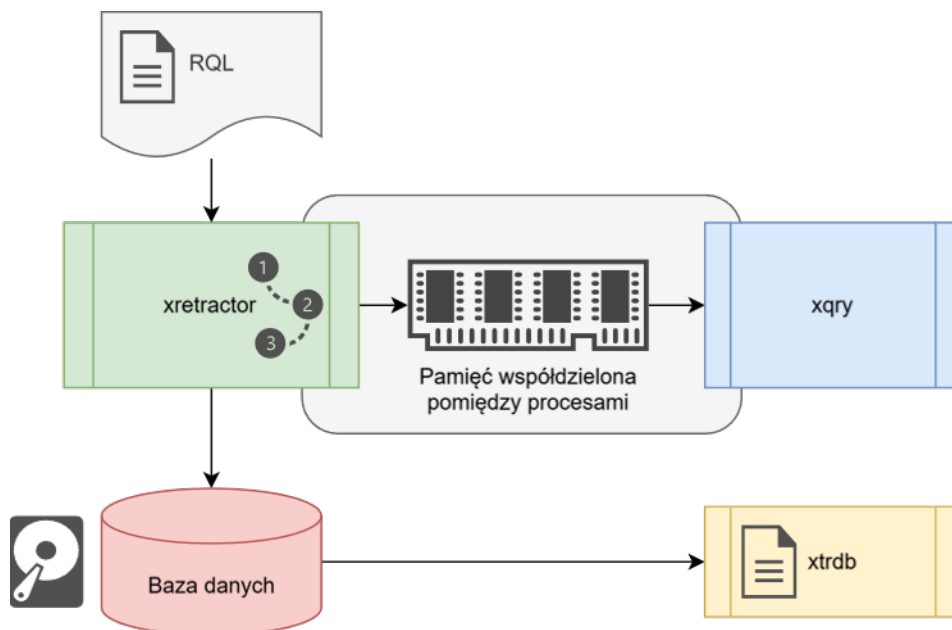 RQL
xretractor
1
2
3
Pamięć współdzielona
pomiędzy procesami
xqry
Baza danych
xtrdb